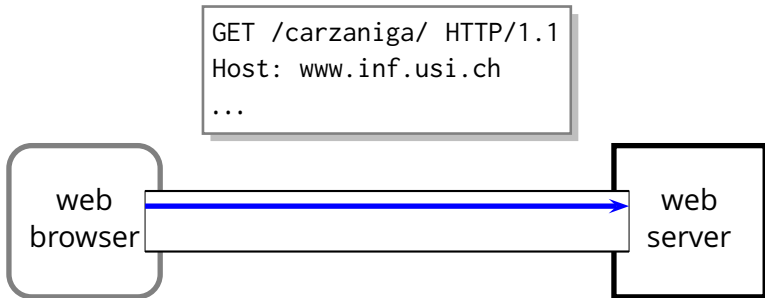 GET /carzaniga/ HTTP/1.1
Host: www.inf.usi.ch
...
web
browser
web
server